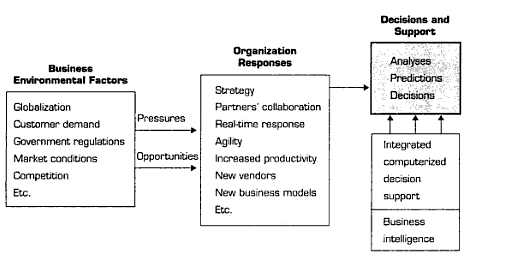 Business
Environmental Factors
Globalization
Customer demand
Government regulations
Market conditions
Competition
Etc.
Pressures
Opportunities
Organization
Responses
Strategy
Partners' collaboration
Real-time response
Agility
Increased productivity
New vendors
New business models
Etc.
Decisions and
Support
Analyses
Predictions
Decisions
Integrated
computerized
decision
support
Business
intelligence